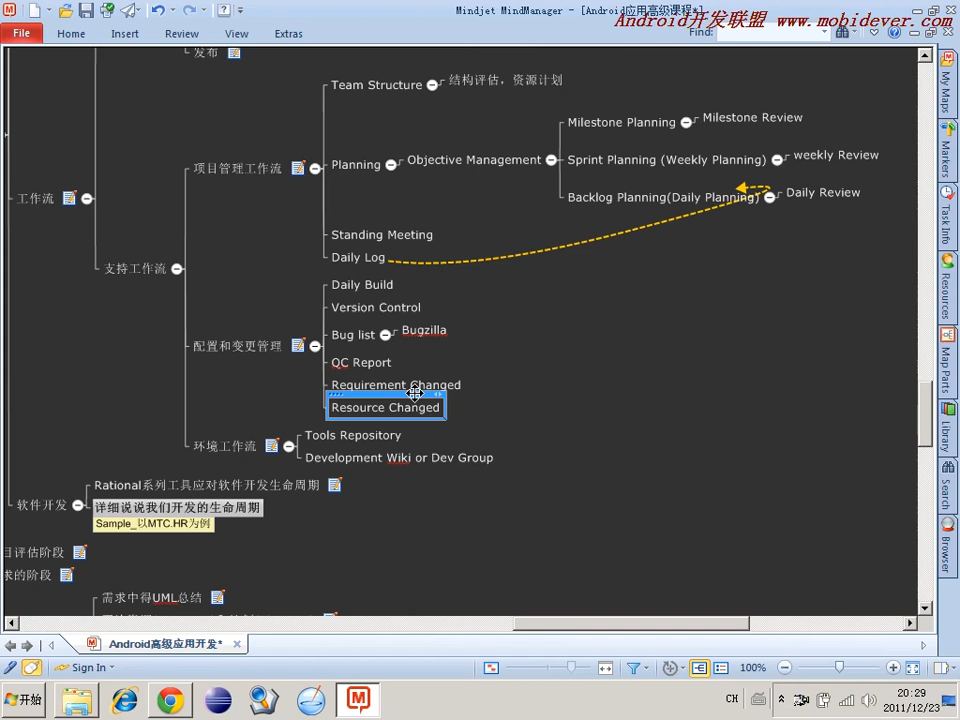 Mindjet MindManager - [Android应用高级课程*]
Android开发联盟 www.mobidever.com
File
Home
Insert
Review
View
Extras
Find:
发布
Team Structure
结构评估，资源计划
Milestone Planning
Milestone Review
项目管理工作流
Planning
Objective Management
Sprint Planning (Weekly Planning)
weekly Review
Backlog Planning(Daily Planning)
Daily Review
工作流
Standing Meeting
Daily Log
支持工作流
Daily Build
Version Control
Bug list
Bugzilla
配置和变更管理
QC Report
Requirement Changed
Resource Changed
环境工作流
Tools Repository
Development Wiki or Dev Group
Rational系列工具应对软件开发生命周期
软件开发
详细说说我们开发的生命周期
Sample_以MTC.HR为例
目评估阶段
求的阶段
需求中得UML总结
My Maps
Markers
Task Info
Resources
Map Parts
Library
Search
Browser
Android高级应用开发*
Sign In
100%
开始
CH
20:29
2011/12/23